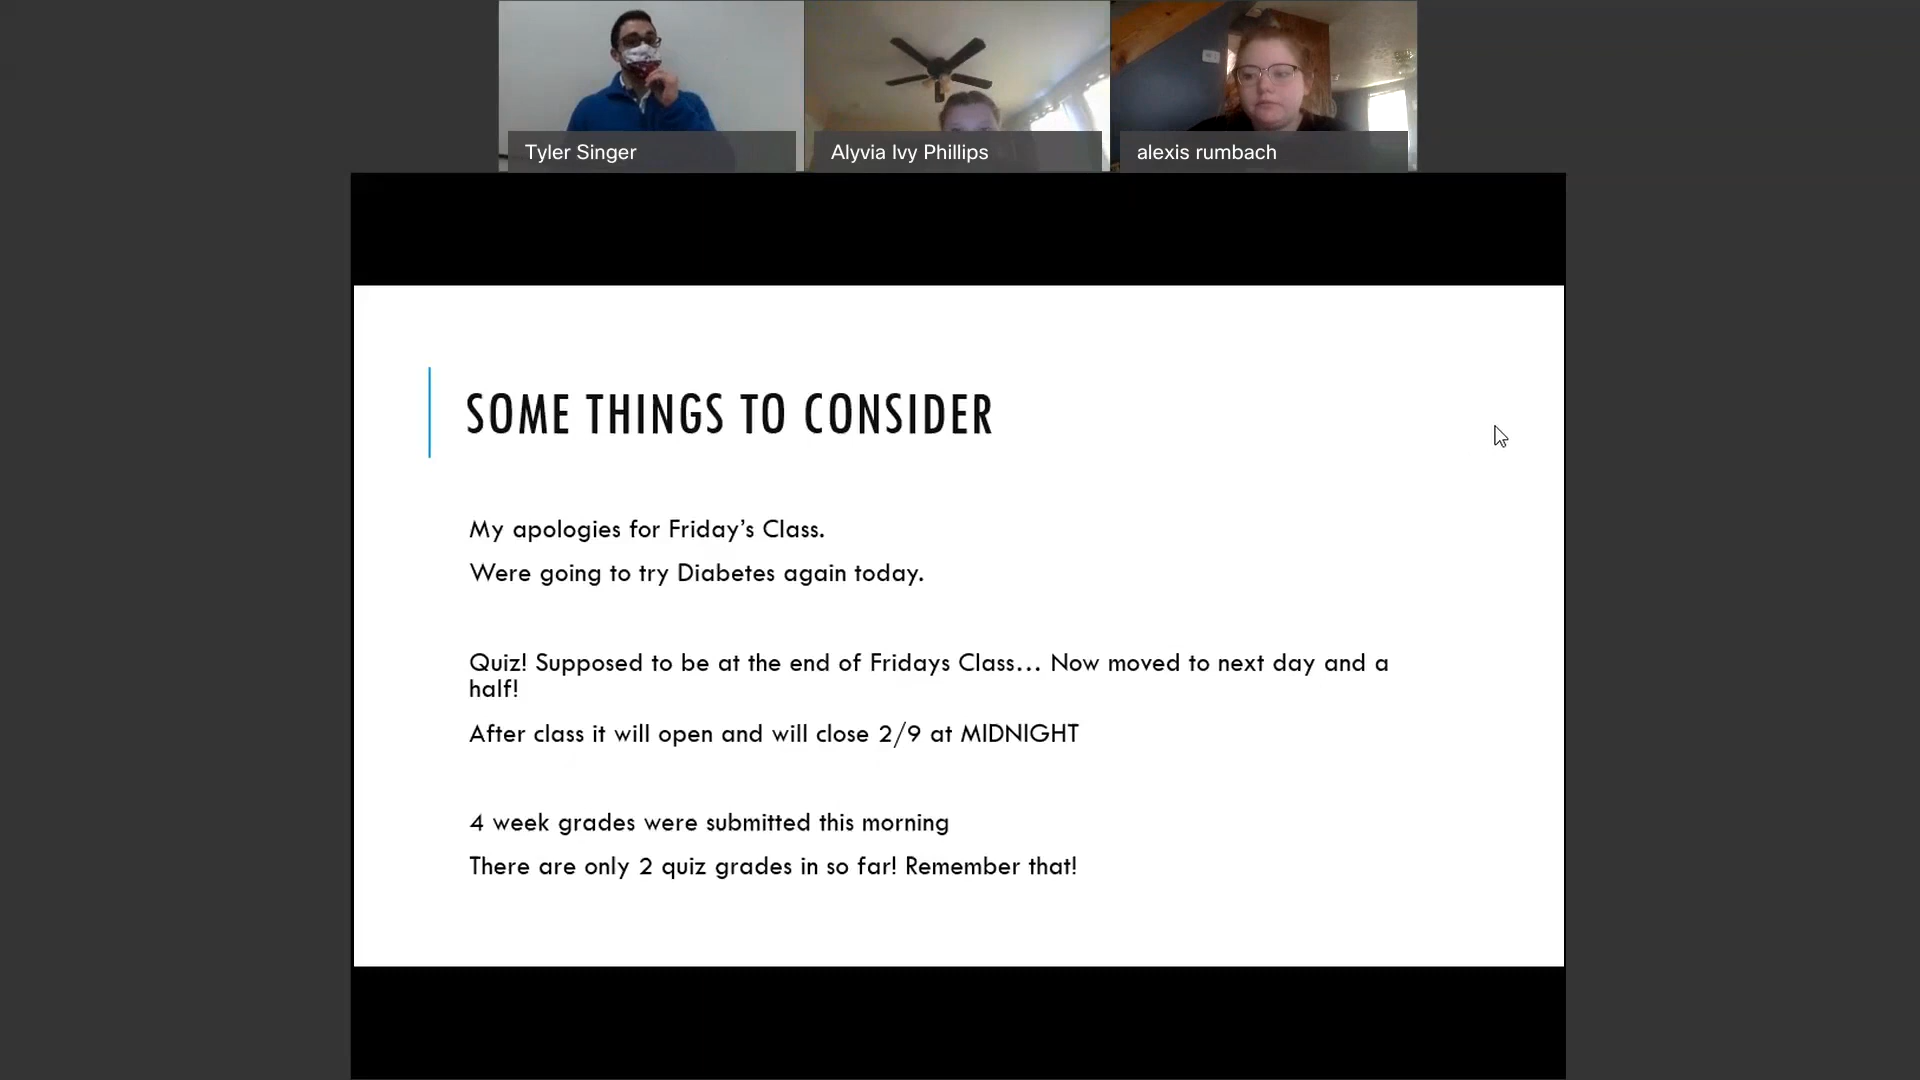 Tyler Singer
Alyvia Ivy Phillips
alexis rumbach
SOME THINGS TO CONSIDER
My apologies for Friday’s Class.
Were going to try Diabetes again today.
Quiz! Supposed to be at the end of Fridays Class… Now moved to next day and a
half!
After class it will open and will close 2/9 at MIDNIGHT
4 week grades were submitted this morning
There are only 2 quiz grades in so far! Remember that!